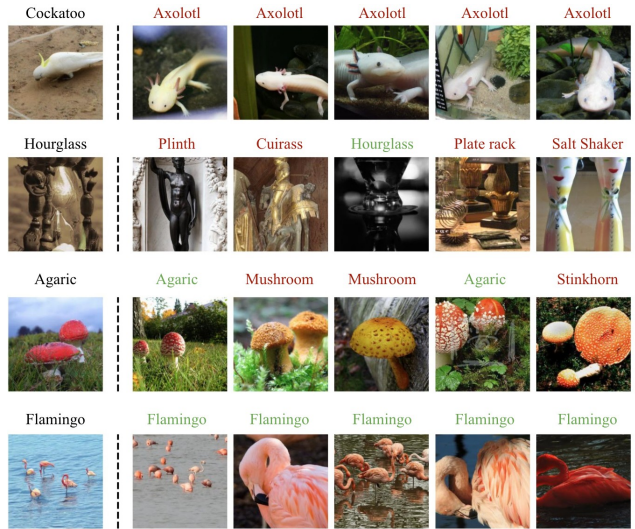 Cockatoo Axolotl Axolotl Axolotl Axolotl Axolotl
Hourglass Plinth Cuirass Hourglass Plate rack Salt Shaker
Agaric Agaric Mushroom Mushroom Agaric Stinkhorn
Flamingo Flamingo Flamingo Flamingo Flamingo Flamingo